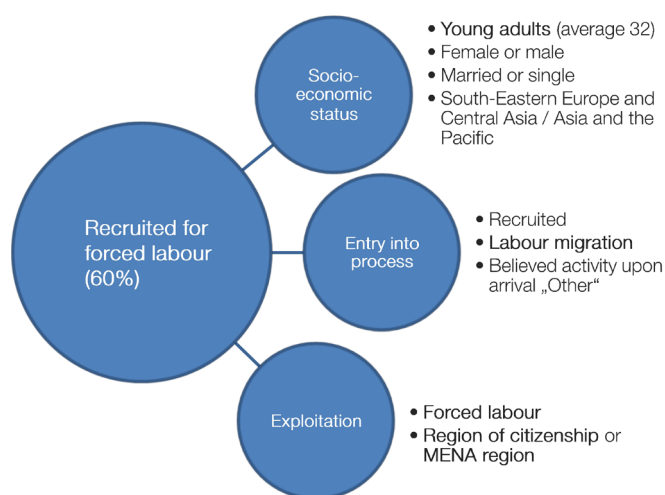 Recruited for
forced labour
(60%)
Socio-
economic
status
• Young adults (average 32)
• Female or male
• Married or single
• South-Eastern Europe and
Central Asia / Asia and the
Pacific
Entry into
process
• Recruited
• Labour migration
• Believed activity upon
arrival „Other“
Exploitation
• Forced labour
• Region of citizenship or
MENA region